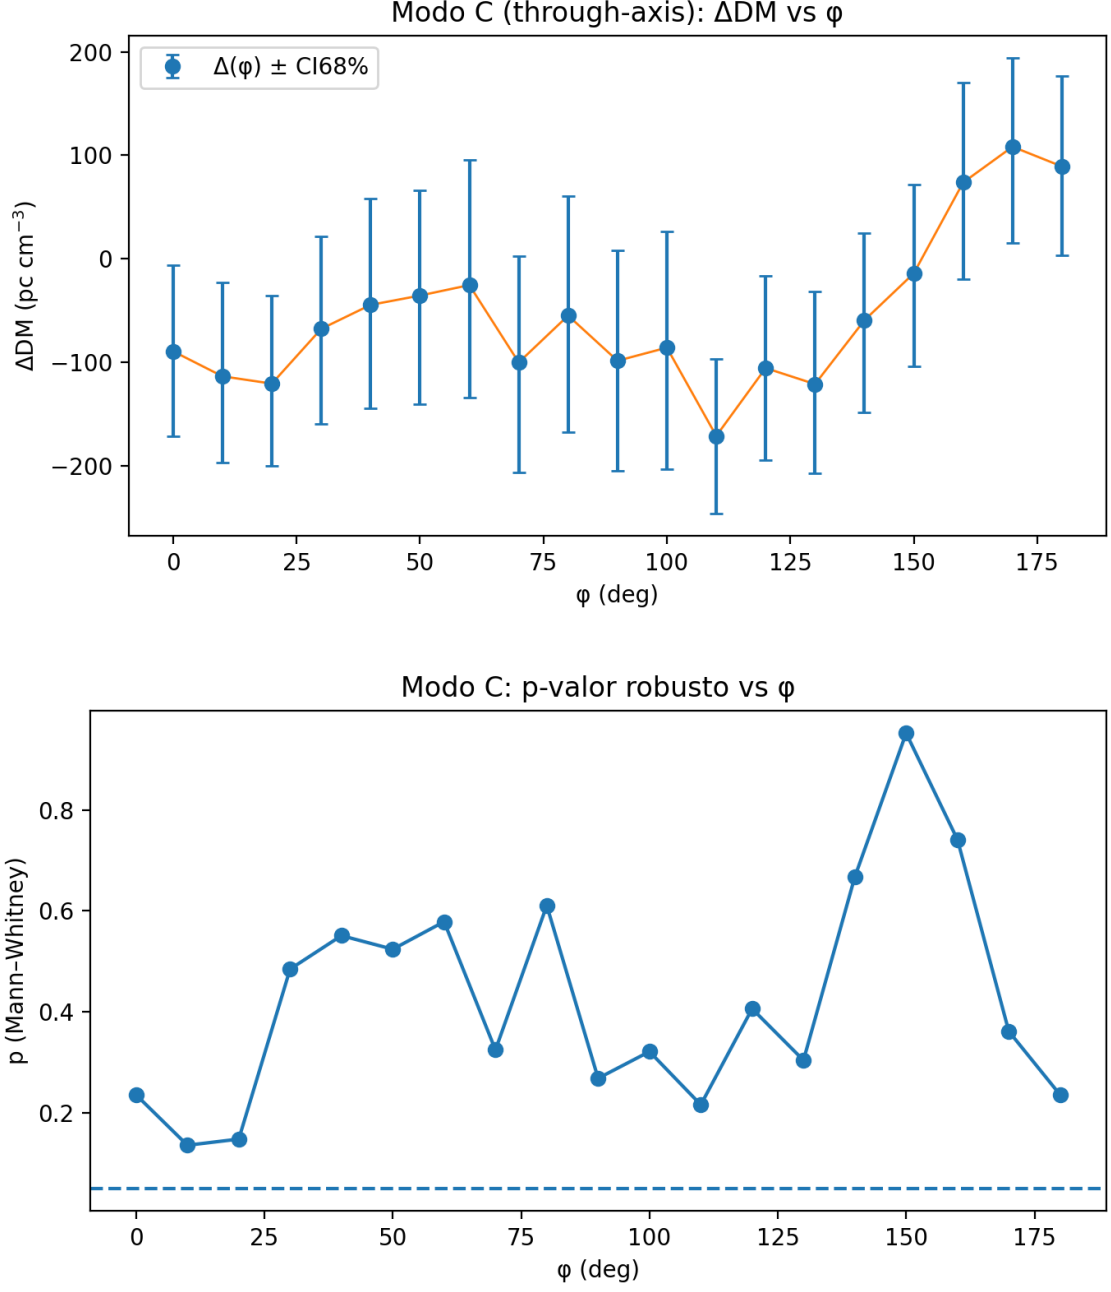 Modo C (through-axis): ΔDM vs φ
Δ(φ) ± CI68%
200
100
0
−100
−200
ΔDM (pc cm⁻³)
0 25 50 75 100 125 150 175
φ (deg)
Modo C: p-valor robusto vs φ
0.8
0.6
0.4
0.2
p (Mann–Whitney)
0 25 50 75 100 125 150 175
φ (deg)